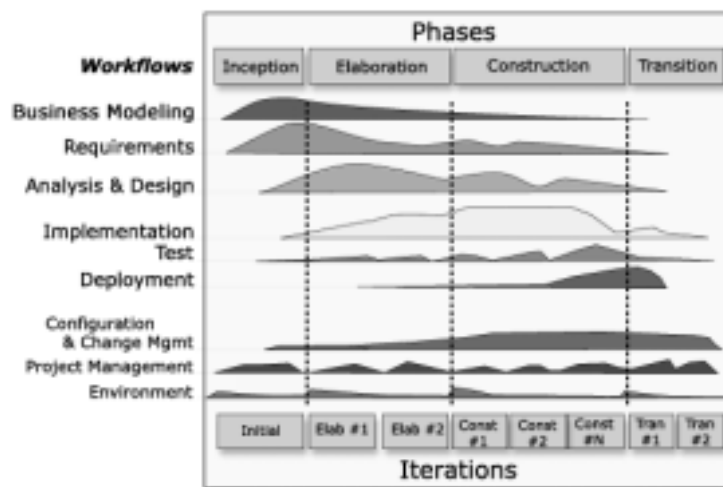 Phases
Workflows
Inception
Elaboration
Construction
Transition
Business Modeling
Requirements
Analysis & Design
Implementation
Test
Deployment
Configuration
& Change Mgmt
Project Management
Environment
Initial
Elab #1
Elab #2
Const
#1
Const
#2
Const
#N
Tran
#1
Tran
#2
Iterations